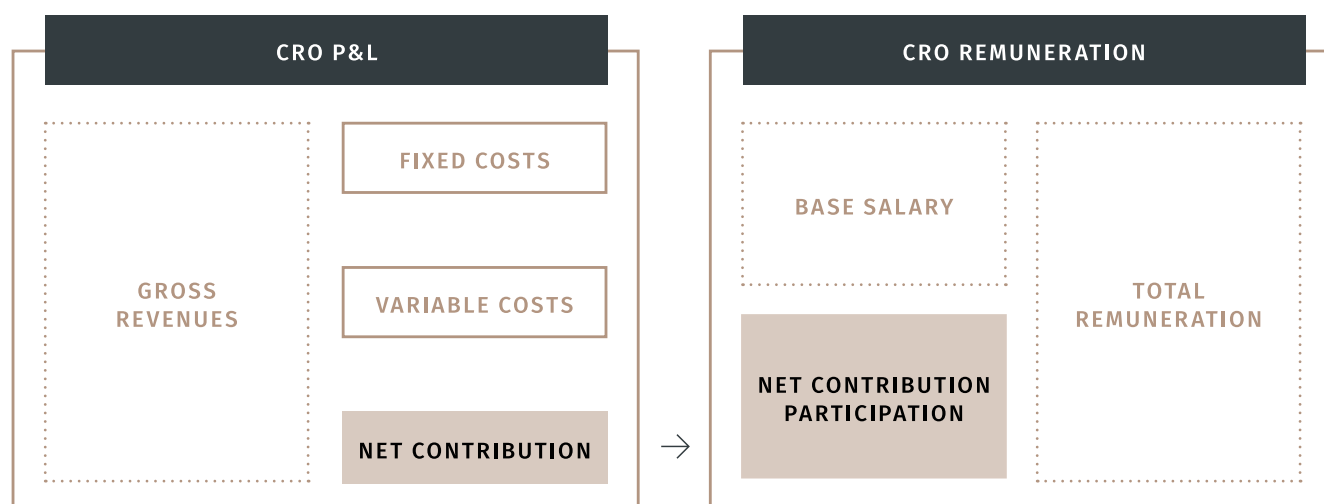 CRO P&L
GROSS
REVENUES
FIXED COSTS
VARIABLE COSTS
NET CONTRIBUTION
CRO REMUNERATION
BASE SALARY
NET CONTRIBUTION
PARTICIPATION
TOTAL
REMUNERATION